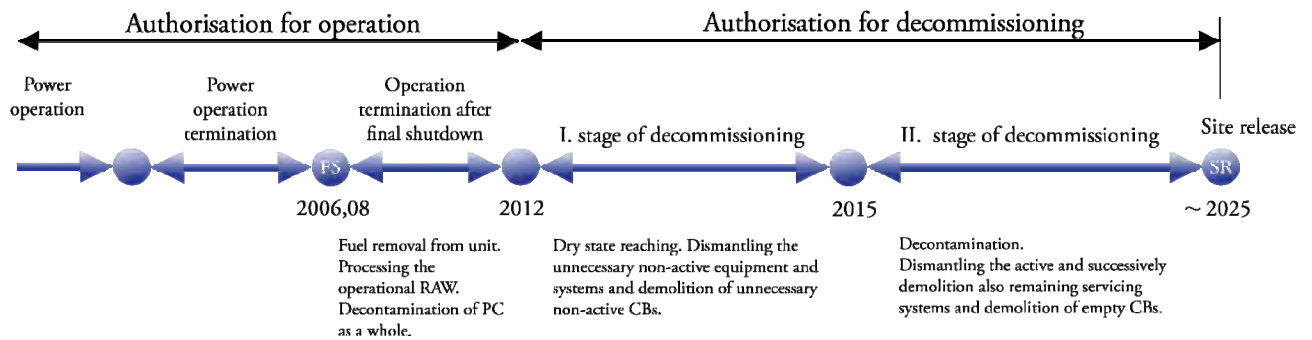 Authorisation for operation
Authorisation for decommissioning
Power
operation
Power
operation
termination
Operation
termination after
final shutdown
I. stage of decommissioning
II. stage of decommissioning
Site release
FS
SR
2006,08
2012
2015
~ 2025
Fuel removal from unit.
Processing the
operational RAW.
Decontamination of PC
as a whole.
Dry state reaching. Dismantling the
unnecessary non-active equipment and
systems and demolition of unnecessary
non-active CBs.
Decontamination.
Dismantling the active and successively
demolition also remaining servicing
systems and demolition of empty CBs.